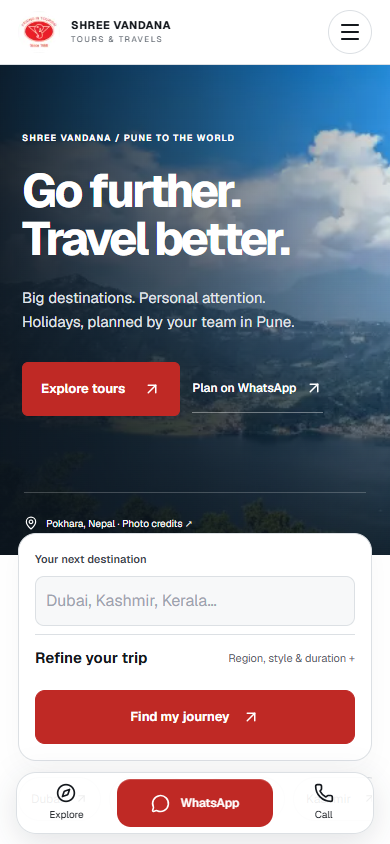 SHREE VANDANA
TOURS & TRAVELS
SHREE VANDANA / PUNE TO THE WORLD
Go further.
Travel better.
Big destinations. Personal attention.
Holidays, planned by your team in Pune.
Explore tours ↗
Plan on WhatsApp ↗
Pokhara, Nepal · Photo credits ↗
Your next destination
Dubai, Kashmir, Kerala...
Refine your trip
Region, style & duration +
Find my journey ↗
Explore
WhatsApp
Call